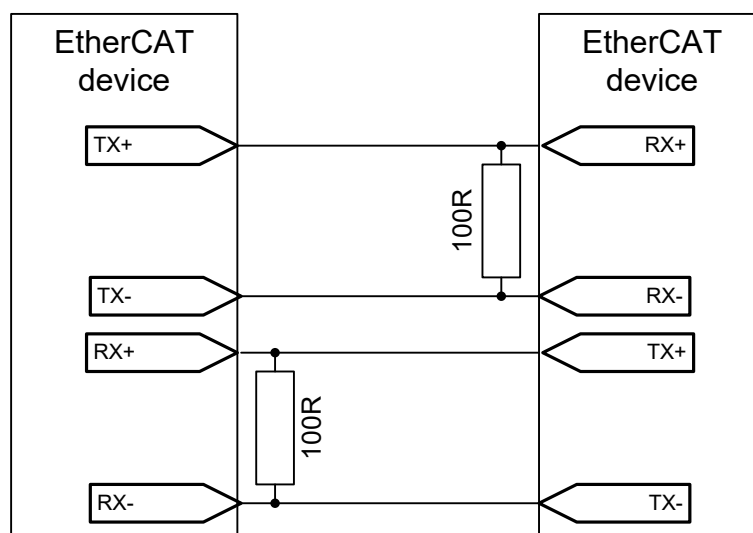 EtherCAT
device
EtherCAT
device
TX+
RX+
100R
TX-
RX-
RX+
TX+
100R
RX-
TX-